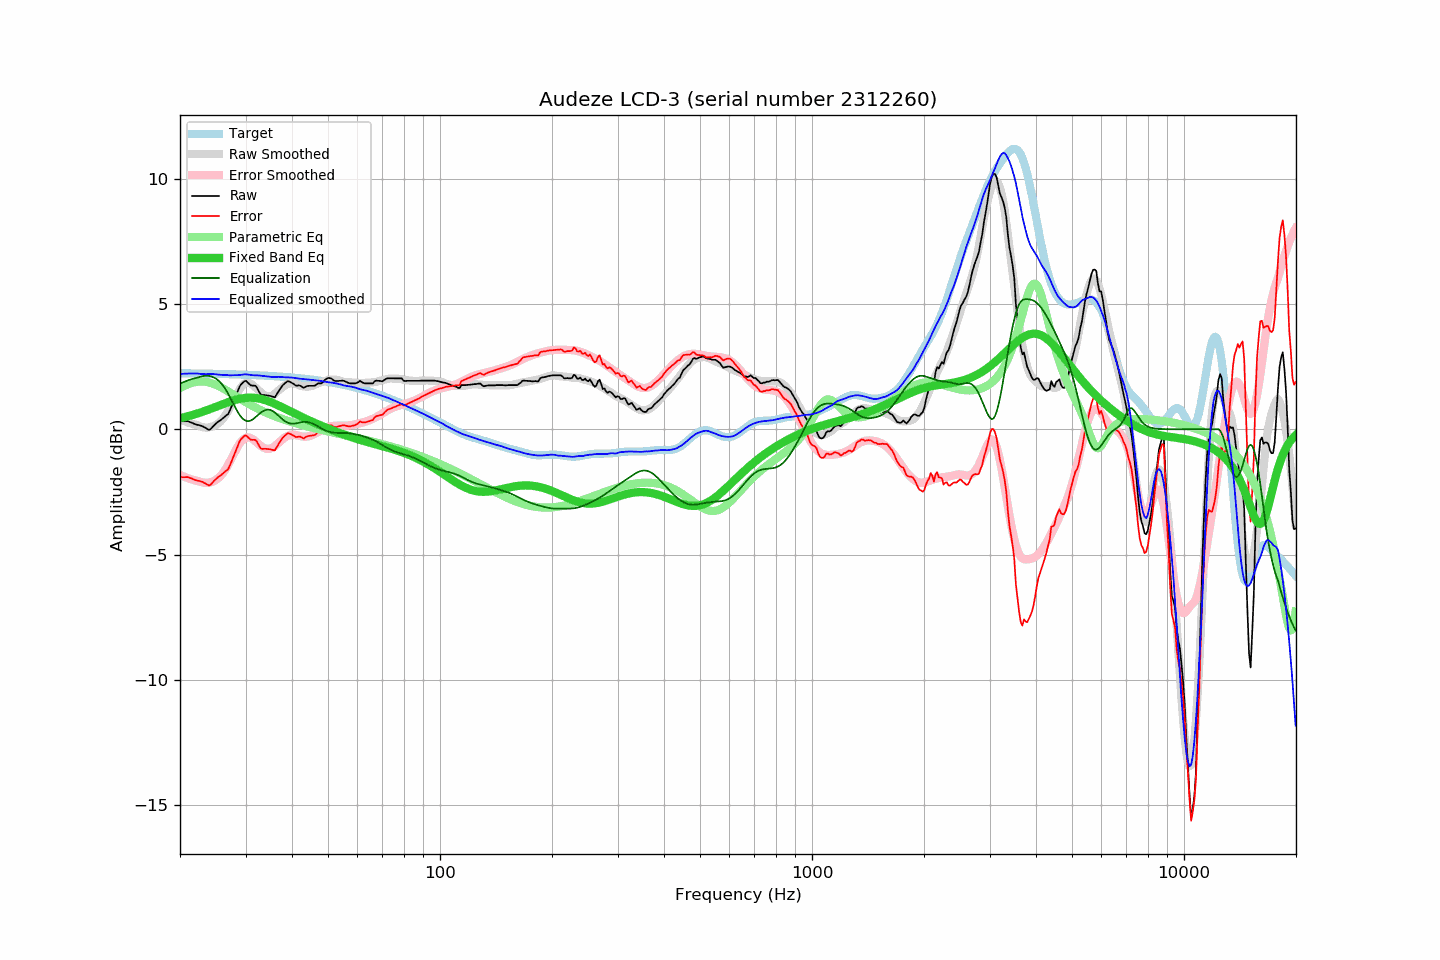 Audeze LCD-3 (serial number 2312260)
Target
Raw Smoothed
Error Smoothed
Raw
Error
Parametric Eq
Fixed Band Eq
Equalization
Equalized smoothed
10
5
0
−5
−10
−15
Amplitude (dBr)
100
1000
10000
Frequency (Hz)